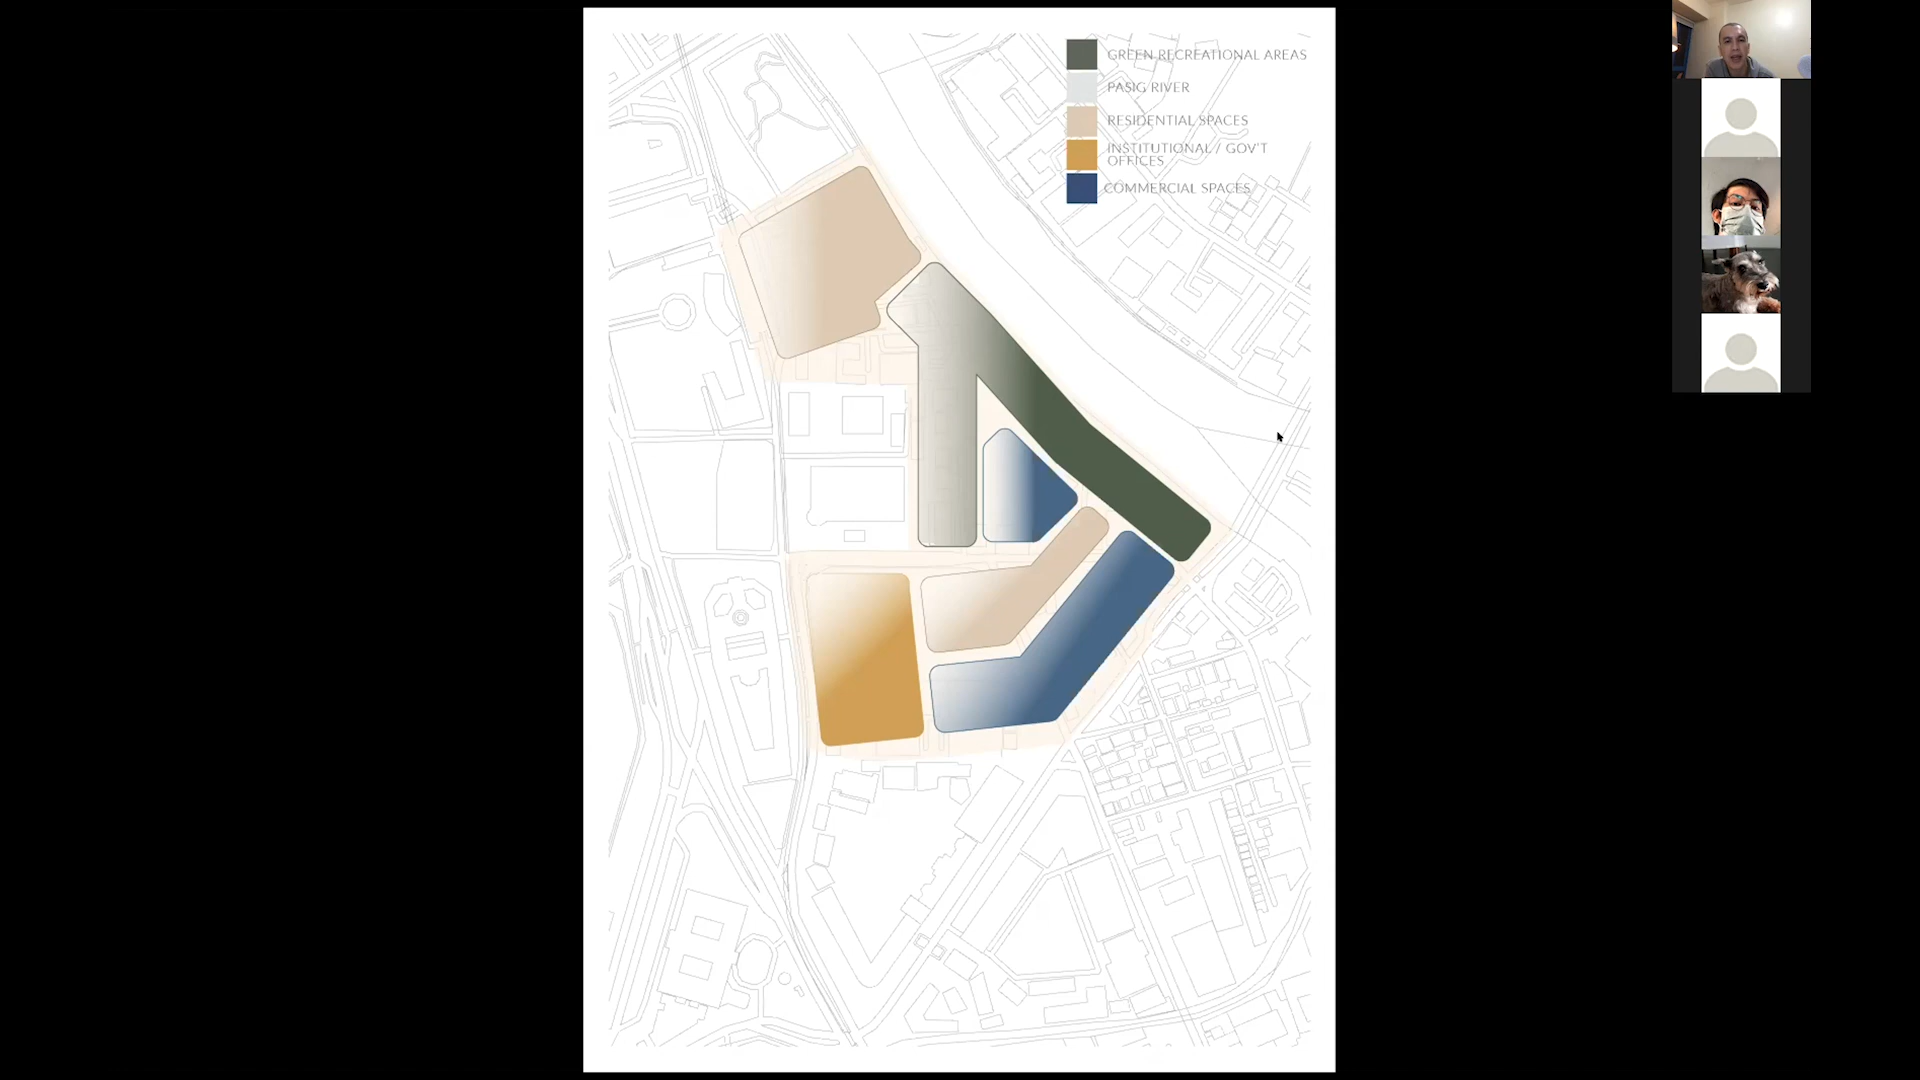 GREEN RECREATIONAL AREAS
PASIG RIVER
RESIDENTIAL SPACES
INSTITUTIONAL / GOV'T
OFFICES
COMMERCIAL SPACES